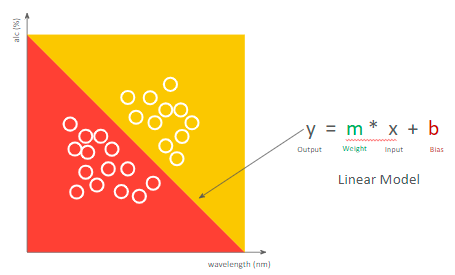 alc (%)
y = m * x + b
Output Weight Input Bias
Linear Model
wavelength (nm)